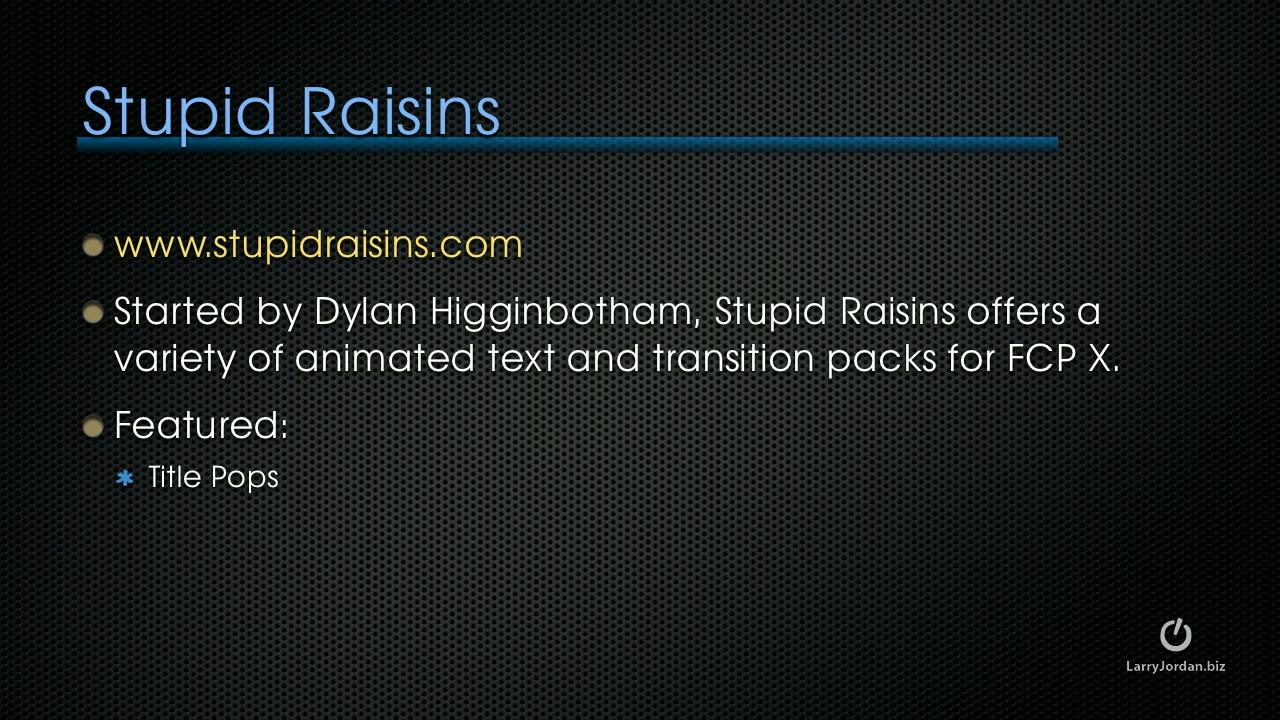 Stupid Raisins
www.stupidraisins.com
Started by Dylan Higginbotham, Stupid Raisins offers a
variety of animated text and transition packs for FCP X.
Featured:
Title Pops
LarryJordan.biz